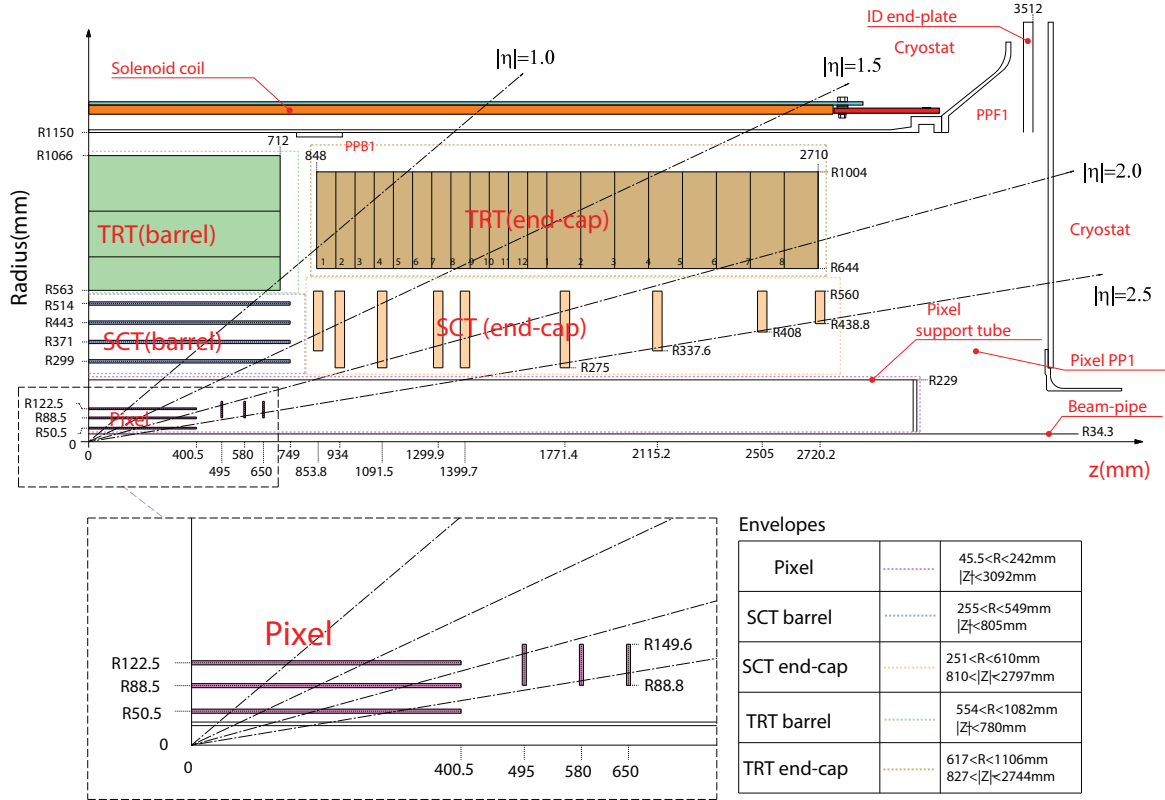 3512
ID end-plate
Cryostat
|η|=1.0
|η|=1.5
Solenoid coil
PPF1
R1150
712
PPB1
848
2710
R1066
R1004
|η|=2.0
TRT(barrel)
TRT(end-cap)
Cryostat
Radius(mm)
1 2 3 4 5 6 7 8 9 10 11 12 1 2 3 4 5 6 7 8
R644
R563
R560
|η|=2.5
R514
R443
SCT (end-cap)
R438.8
Pixel
support tube
SCT(barrel)
R408
R371
R337.6
Pixel PP1
R299
R275
R229
R122.5
Beam-pipe
R88.5
Pixel
R50.5
R34.3
0
0
400.5
495
580
650
749
853.8
934
1091.5
1299.9
1399.7
1771.4
2115.2
2505
2720.2
z(mm)
Envelopes
Pixel
45.5<R<242mm
|Z|<3092mm
SCT barrel
255<R<549mm
|Z|<805mm
SCT end-cap
251<R<610mm
810<|Z|<2797mm
TRT barrel
554<R<1082mm
|Z|<780mm
TRT end-cap
617<R<1106mm
827<|Z|<2744mm
Pixel
R149.6
R122.5
R88.5
R88.8
R50.5
0
0
400.5
495
580
650